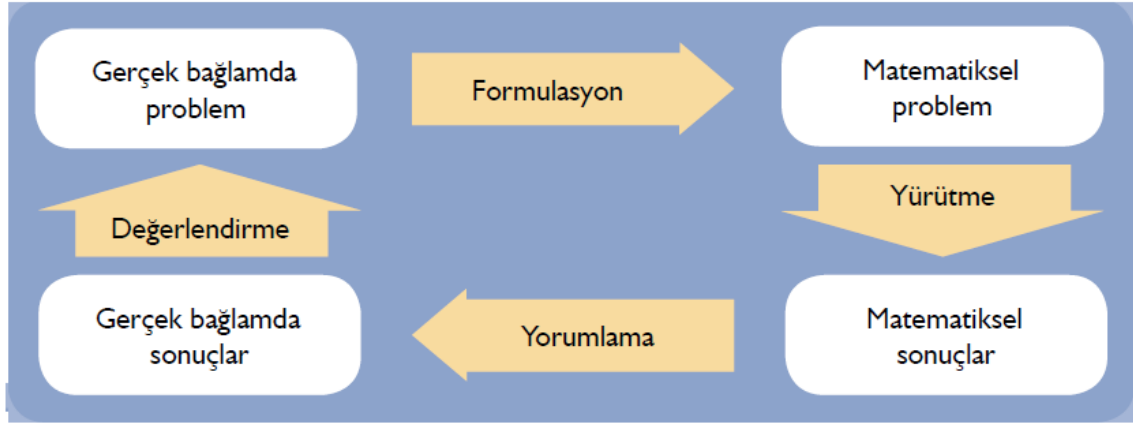 Gerçek bağlamda
problem
Formulasyon
Matematiksel
problem
Yürütme
Matematiksel
sonuçlar
Yorumlama
Gerçek bağlamda
sonuçlar
Değerlendirme